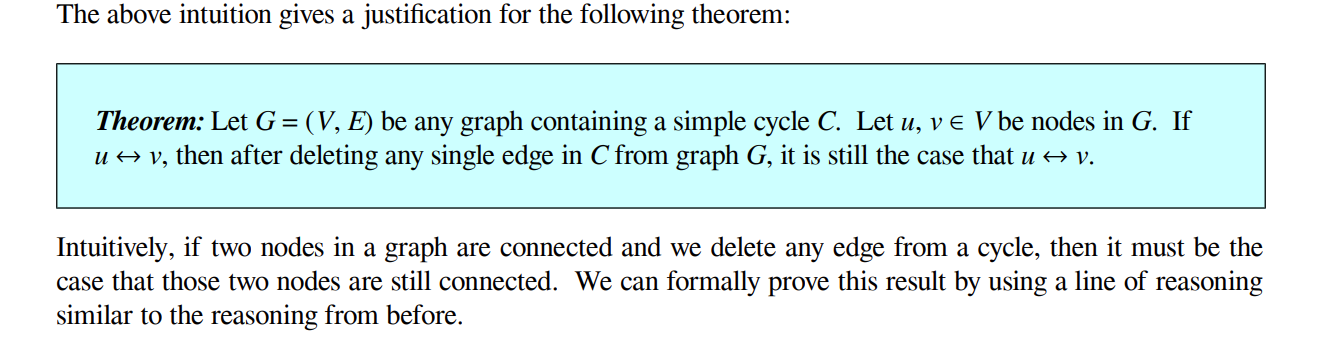 The above intuition gives a justification for the following theorem:
Theorem: Let G = (V, E) be any graph containing a simple cycle C. Let u, v ∈ V be nodes in G. If
u ↔ v, then after deleting any single edge in C from graph G, it is still the case that u ↔ v.
Intuitively, if two nodes in a graph are connected and we delete any edge from a cycle, then it must be the
case that those two nodes are still connected. We can formally prove this result by using a line of reasoning
similar to the reasoning from before.